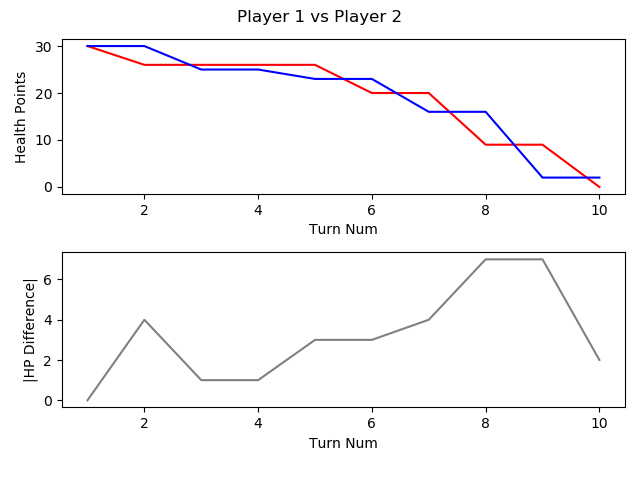 Player 1 vs Player 2
30
20
10
0
Health Points
2 4 6 8 10
Turn Num
6
4
2
0
|HP Difference|
2 4 6 8 10
Turn Num